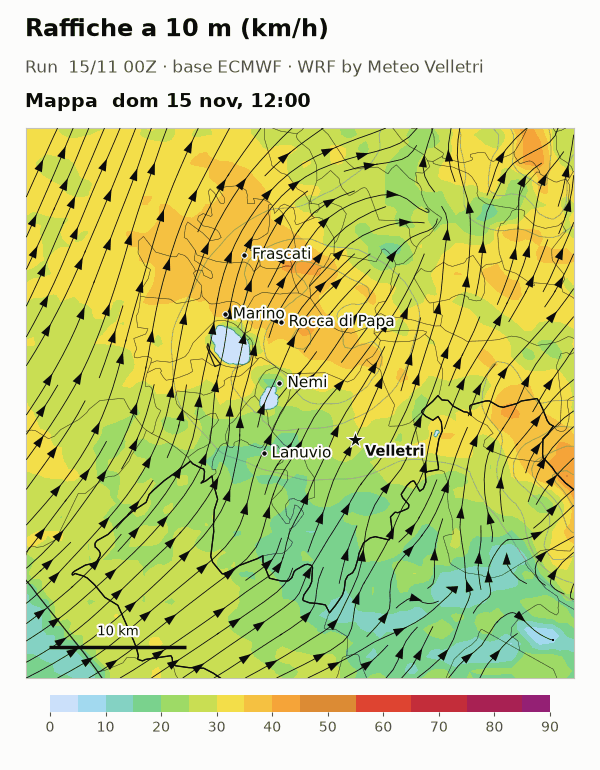 Raffiche a 10 m (km/h)
Run  15/11 00Z · base ECMWF · WRF by Meteo Velletri
Mappa  dom 15 nov, 12:00
Frascati
Marino
Rocca di Papa
Nemi
Velletri
Lanuvio
10 km
0 10 20 30 40 50 60 70 80 90